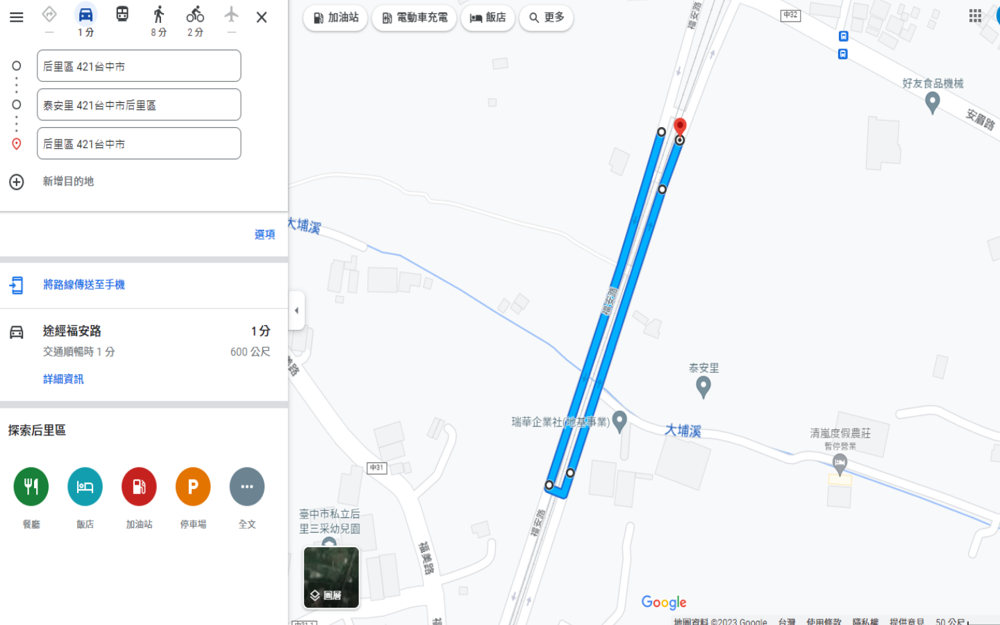 1 分
8 分
2 分
后里區 421台中市
泰安里 421台中市后里區
后里區 421台中市
新增目的地
選項
將路線傳送至手機
途經福安路
1 分
交通順暢時 1 分
600 公尺
詳細資訊
探索后里區
餐廳
飯店
加油站
停車場
全文
加油站
電動車充電
飯店
更多
福安路
中32
好友食品機械
安眉路
大埔溪
福安路
泰安里
瑞華企業社(地基事業)
大埔溪
清嵐度假農莊
暫停營業
中31
臺中市私立后
里三采幼兒園
福安路
福美路
圖層
Google
地圖資料 ©2023 Google
台灣
使用條款
隱私權
提供意見
50 公尺